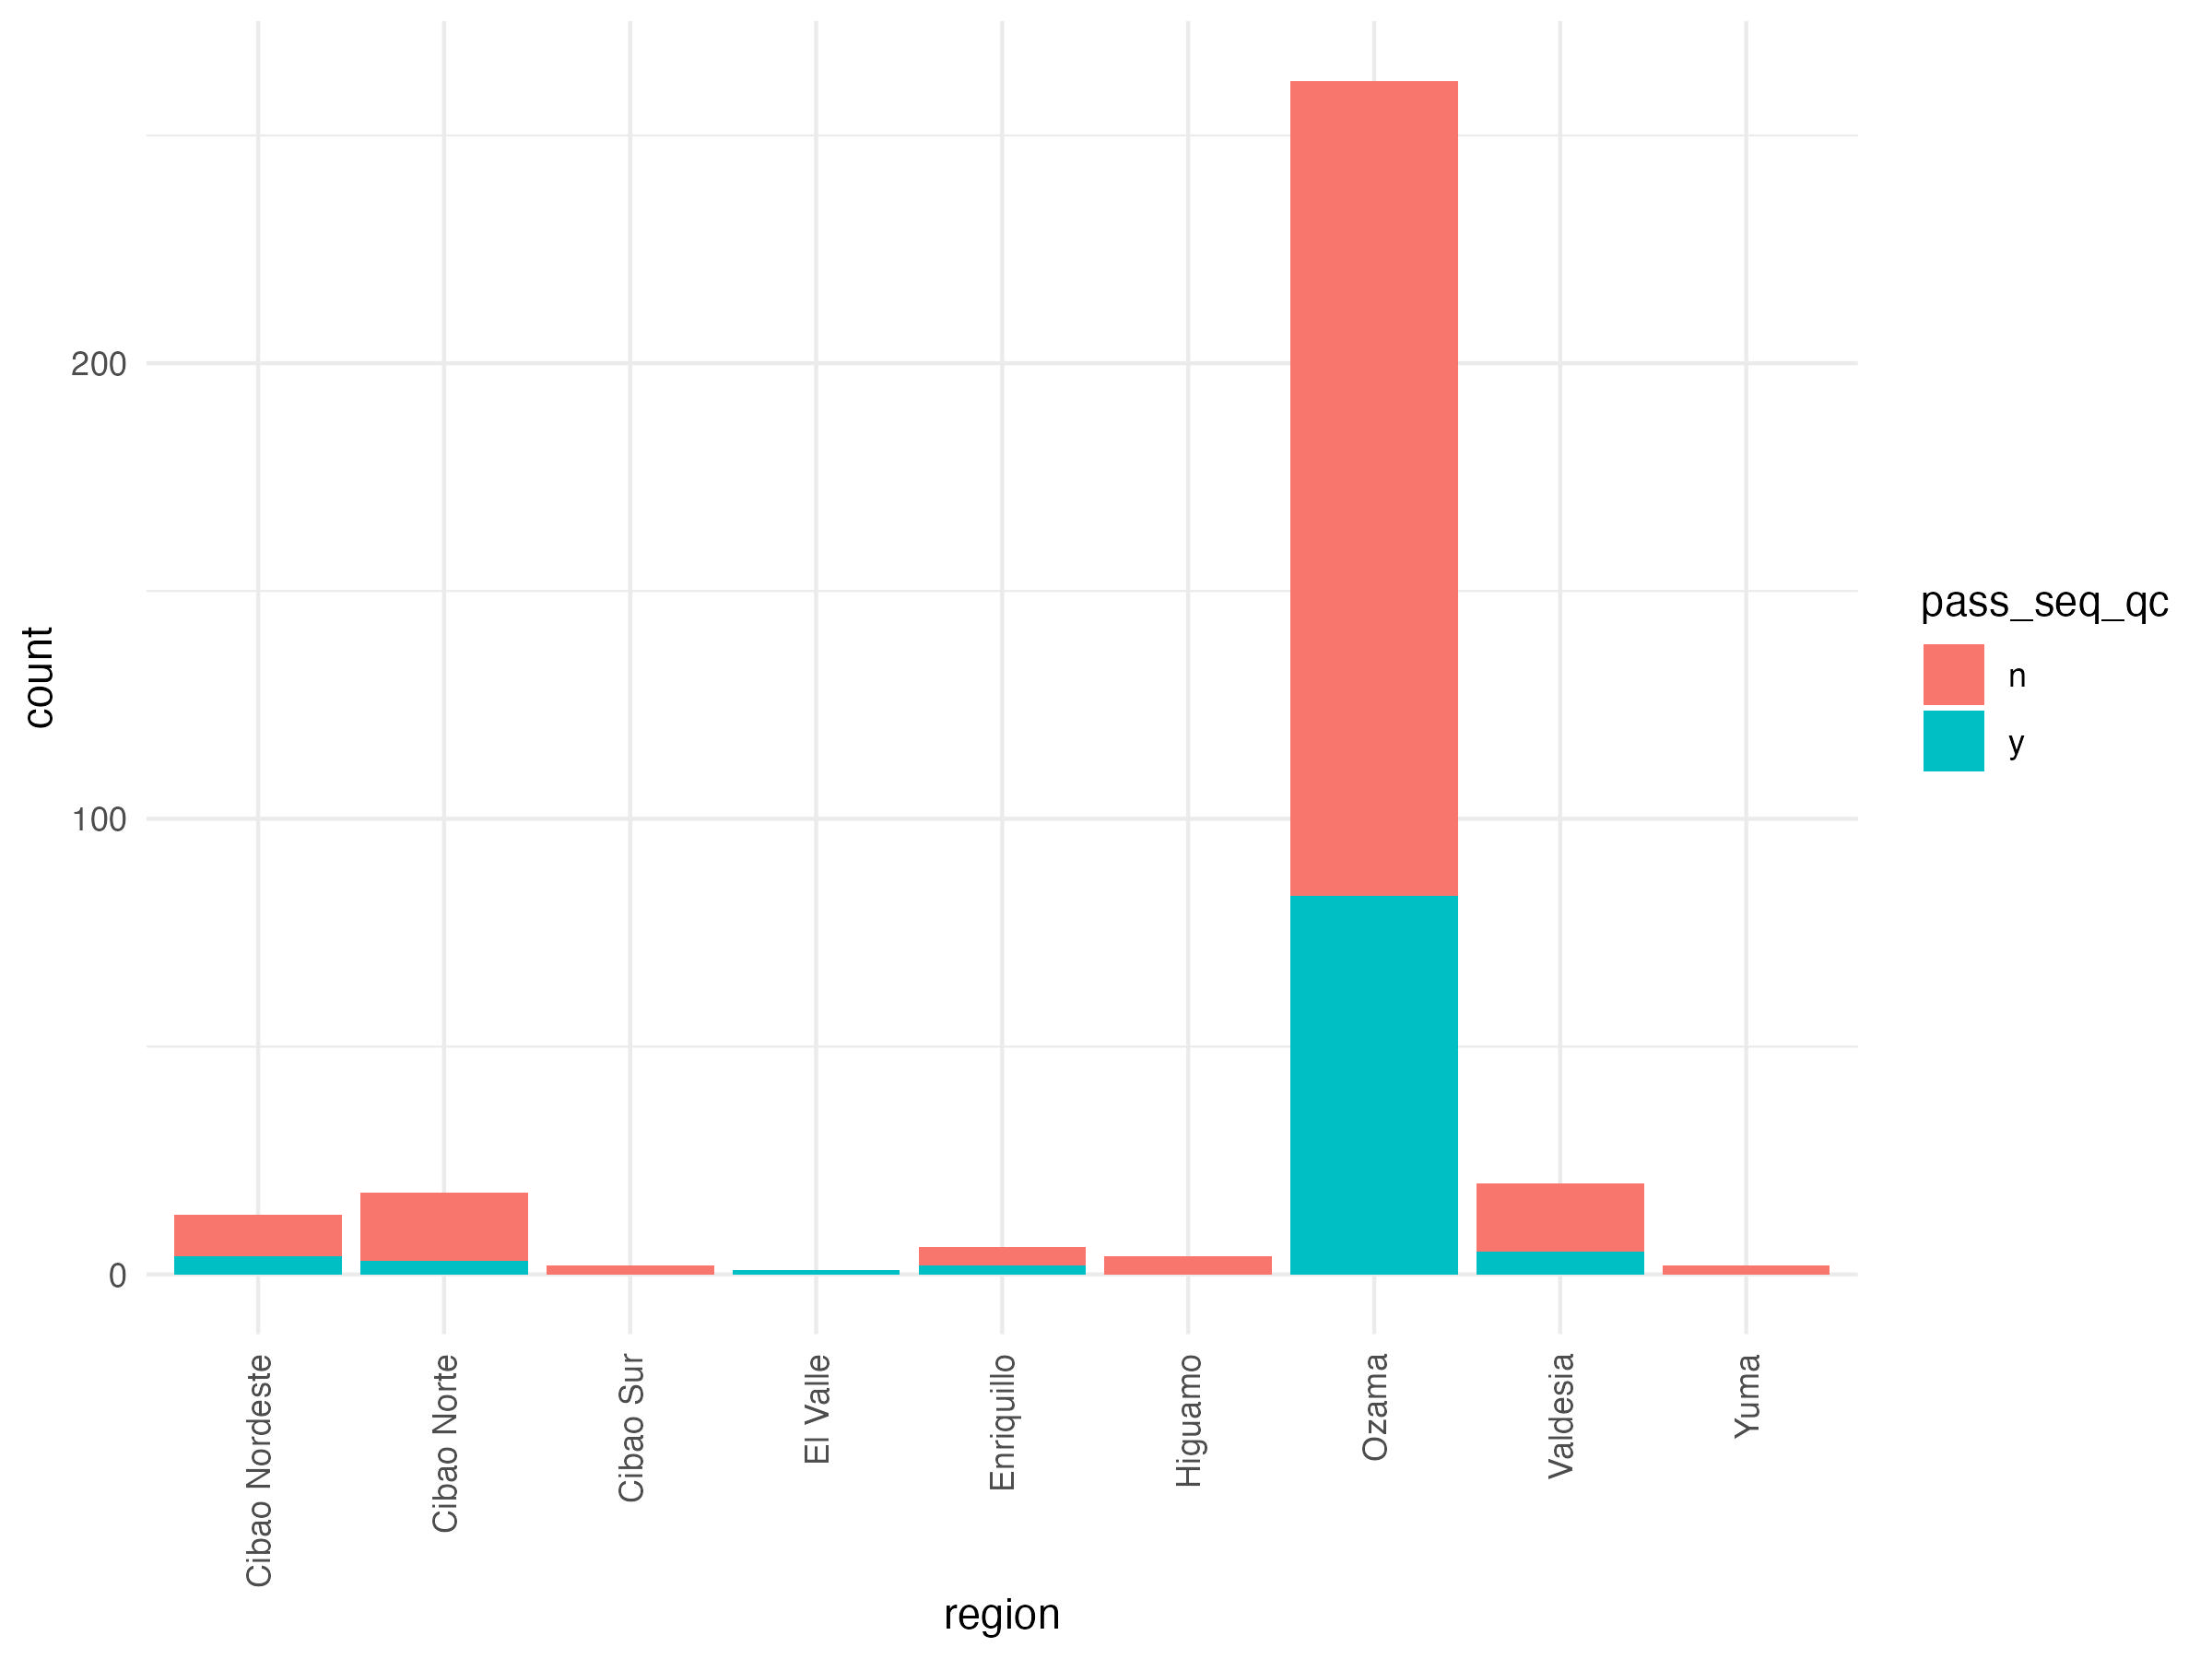 200
100
0
count
Cibao Nordeste
Cibao Norte
Cibao Sur
El Valle
Enriquillo
Higuamo
Ozama
Valdesia
Yuma
region
pass_seq_qc
n
y